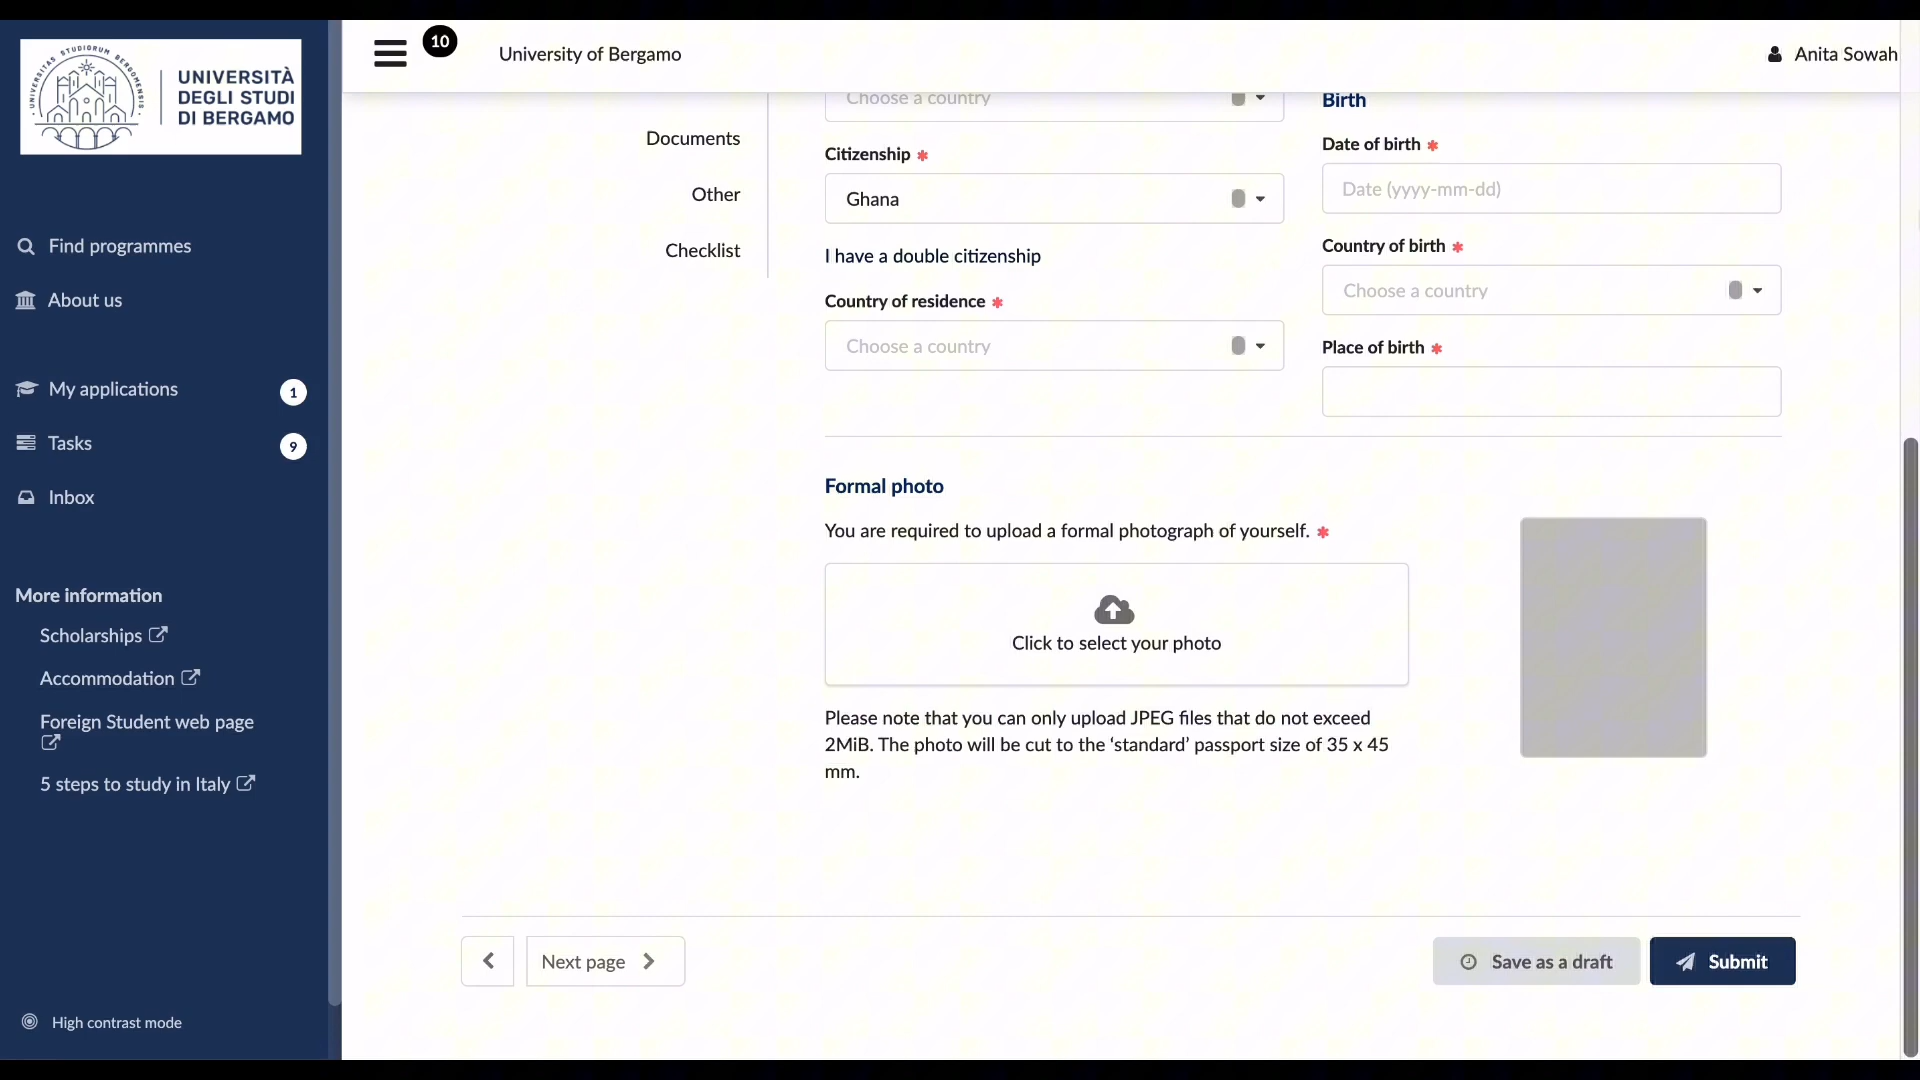 UNIVERSITÀ
DEGLI STUDI
DI BERGAMO
Find programmes
About us
My applications
1
Tasks
9
Inbox
More information
Scholarships
Accommodation
Foreign Student web page
5 steps to study in Italy
High contrast mode
10
University of Bergamo
Anita Sowah
Documents
Other
Checklist
Choose a country
Citizenship *
Ghana
I have a double citizenship
Country of residence *
Choose a country
Birth
Date of birth *
Date (yyyy-mm-dd)
Country of birth *
Choose a country
Place of birth *
Formal photo
You are required to upload a formal photograph of yourself. *
Click to select your photo
Please note that you can only upload JPEG files that do not exceed
2MiB. The photo will be cut to the ‘standard’ passport size of 35 x 45
mm.
Next page
Save as a draft
Submit